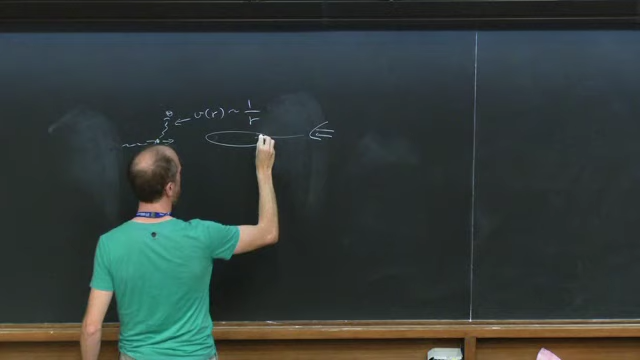 ⊗ ← v(r) ~ 1/r